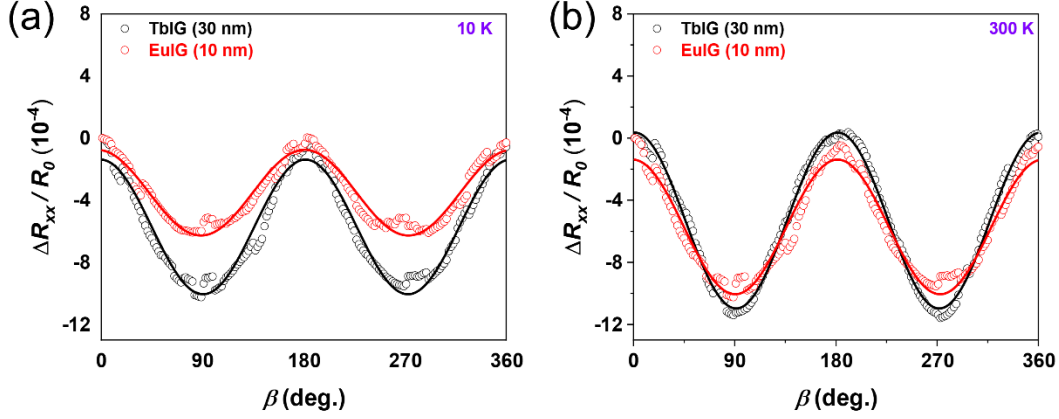 (a)
TbIG (30 nm)
EuIG (10 nm)
10 K
8
4
0
-4
-8
-12
ΔRxx / R0 (10-4)
0
90
180
270
360
β (deg.)
(b)
TbIG (30 nm)
EuIG (10 nm)
300 K
8
4
0
-4
-8
-12
ΔRxx / R0 (10-4)
0
90
180
270
360
β (deg.)